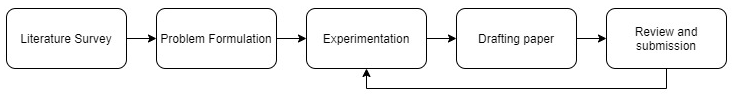 Literature Survey
Problem Formulation
Experimentation
Drafting paper
Review and
submission